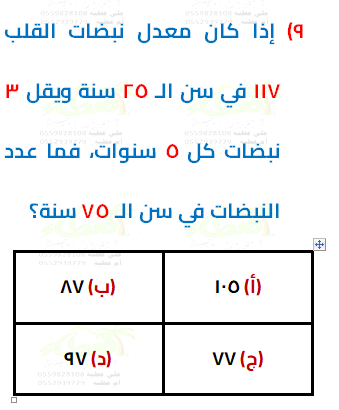 ٩) إذا كان معدل نبضات القلب
١١٧ في سن الـ ٢٥ سنة ويقل ٣
نبضات كل ٥ سنوات، فما عدد
النبضات في سن الـ ٧٥ سنة؟
(أ) ١٠٥ (ب) ٨٧
(ج) ٧٧ (د) ٩٧